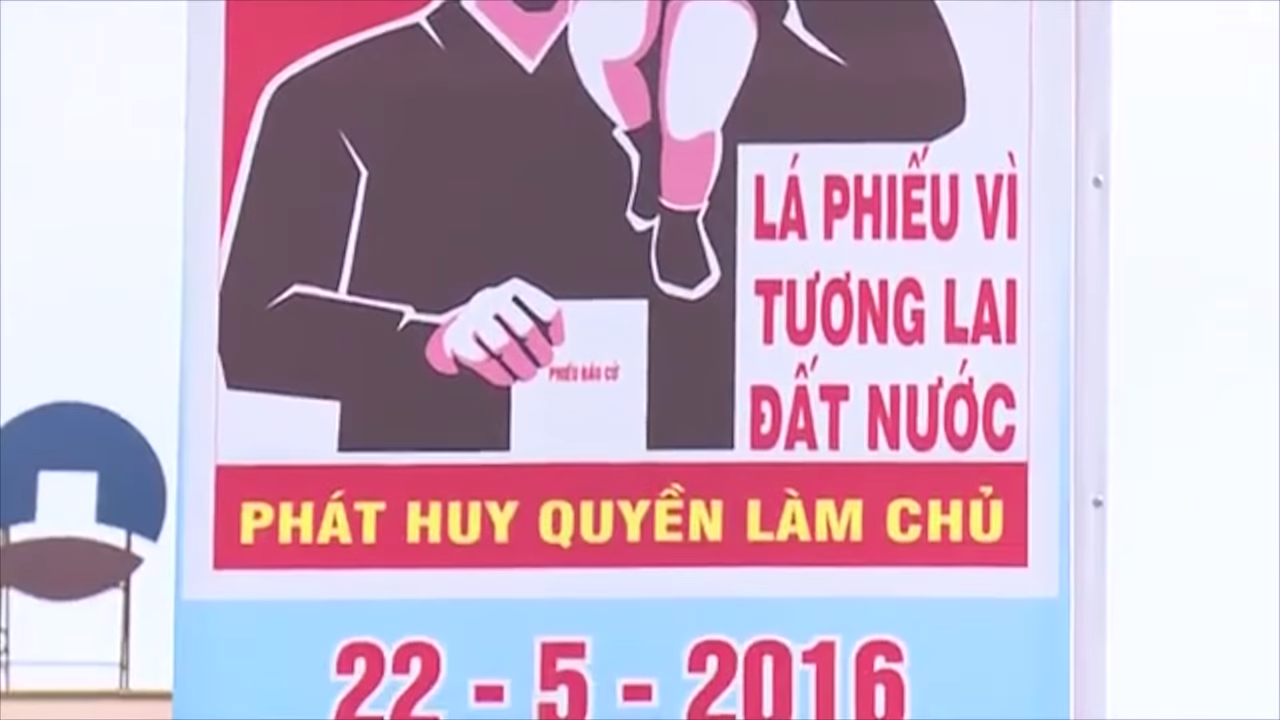 LÁ PHIẾU VÌ
TƯƠNG LAI
ĐẤT NƯỚC
PHIẾU BẦU CỬ
PHÁT HUY QUYỀN LÀM CHỦ
22 - 5 - 2016